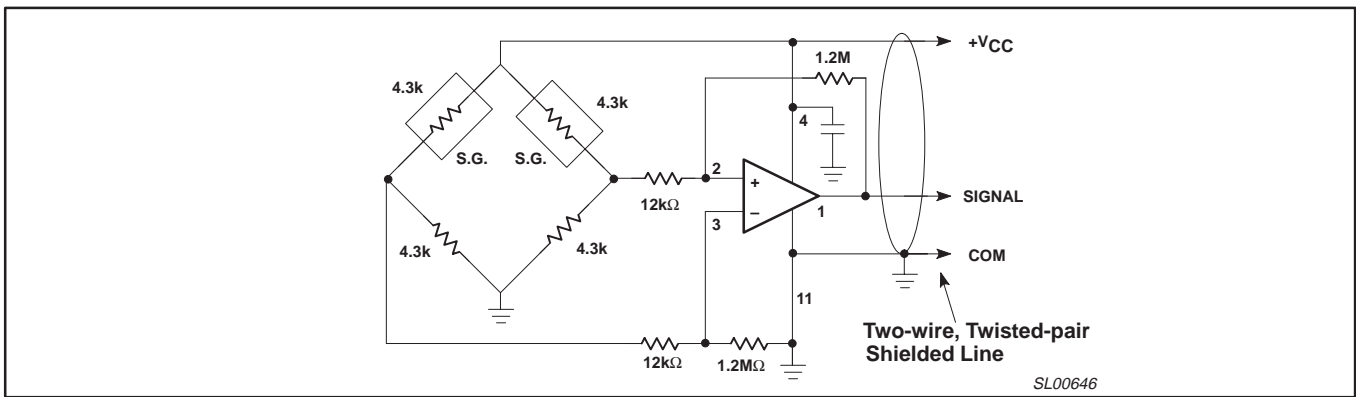 +VCC
1.2M
4.3k
4.3k
4
S.G.
S.G.
2
+
12kΩ
1
SIGNAL
3
−
4.3k
4.3k
COM
11
Two-wire, Twisted-pair
Shielded Line
12kΩ
1.2MΩ
SL00646